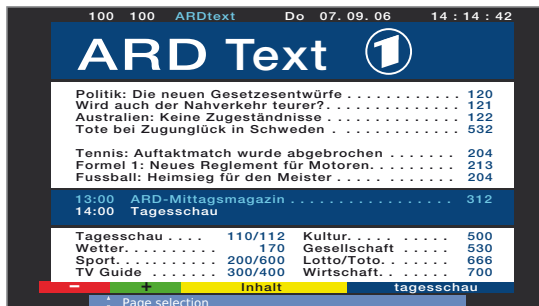 100 100 ARDtext Do 07. 09. 06 14 : 14 : 42
ARD Text 1
Politik: Die neuen Gesetzesentwürfe . . . . . . . . . . . . 120
Wird auch der Nahverkehr teurer?. . . . . . . . . . . . . . 121
Australien: Keine Zugeständnisse . . . . . . . . . . . . . 122
Tote bei Zugunglück in Schweden . . . . . . . . . . . . . 532
Tennis: Auftaktmatch wurde abgebrochen . . . . . . . 204
Formel 1: Neues Reglement für Motoren. . . . . . . . . 213
Fussball: Heimsieg für den Meister . . . . . . . . . . . . 204
13:00 ARD-Mittagsmagazin . . . . . . . . . . . . . . . . . 312
14:00 Tagesschau
Tagesschau . . . . 110/112 Kultur. . . . . . . 500
Wetter. . . . . . . . . . 170 Gesellschaft . . . . . 530
Sport. . . . . . . . . . 200/600 Lotto/Toto. . . . . . 666
TV Guide . . . . . . . 300/400 Wirtschaft. . . . . . 700
− + Inhalt tagesschau
Page selection